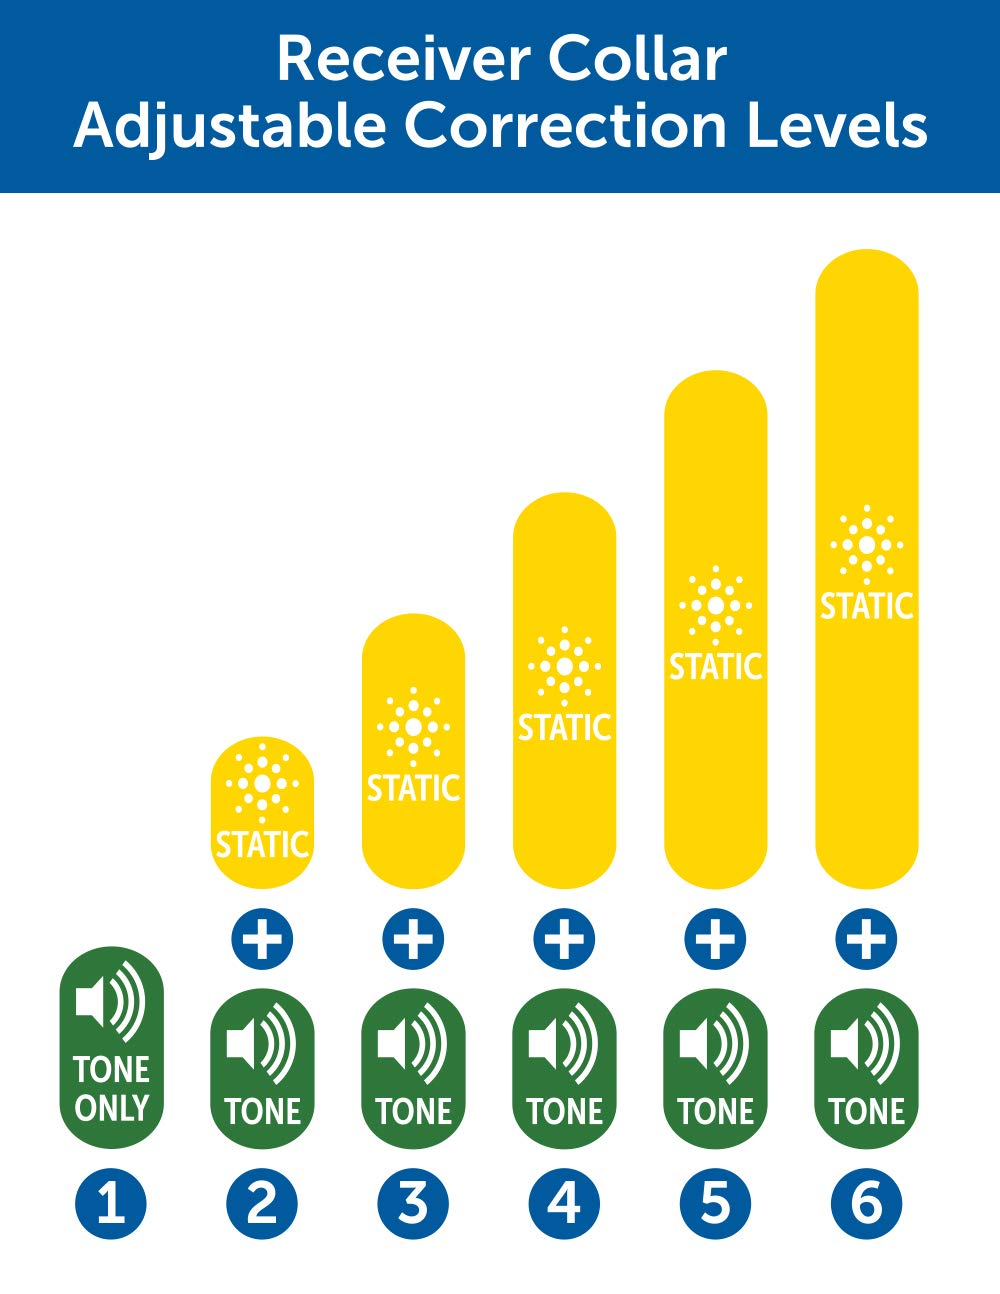 Receiver Collar
Adjustable Correction Levels
STATIC
STATIC
STATIC
STATIC
STATIC
TONE
ONLY
TONE
TONE
TONE
TONE
TONE
1
2
3
4
5
6